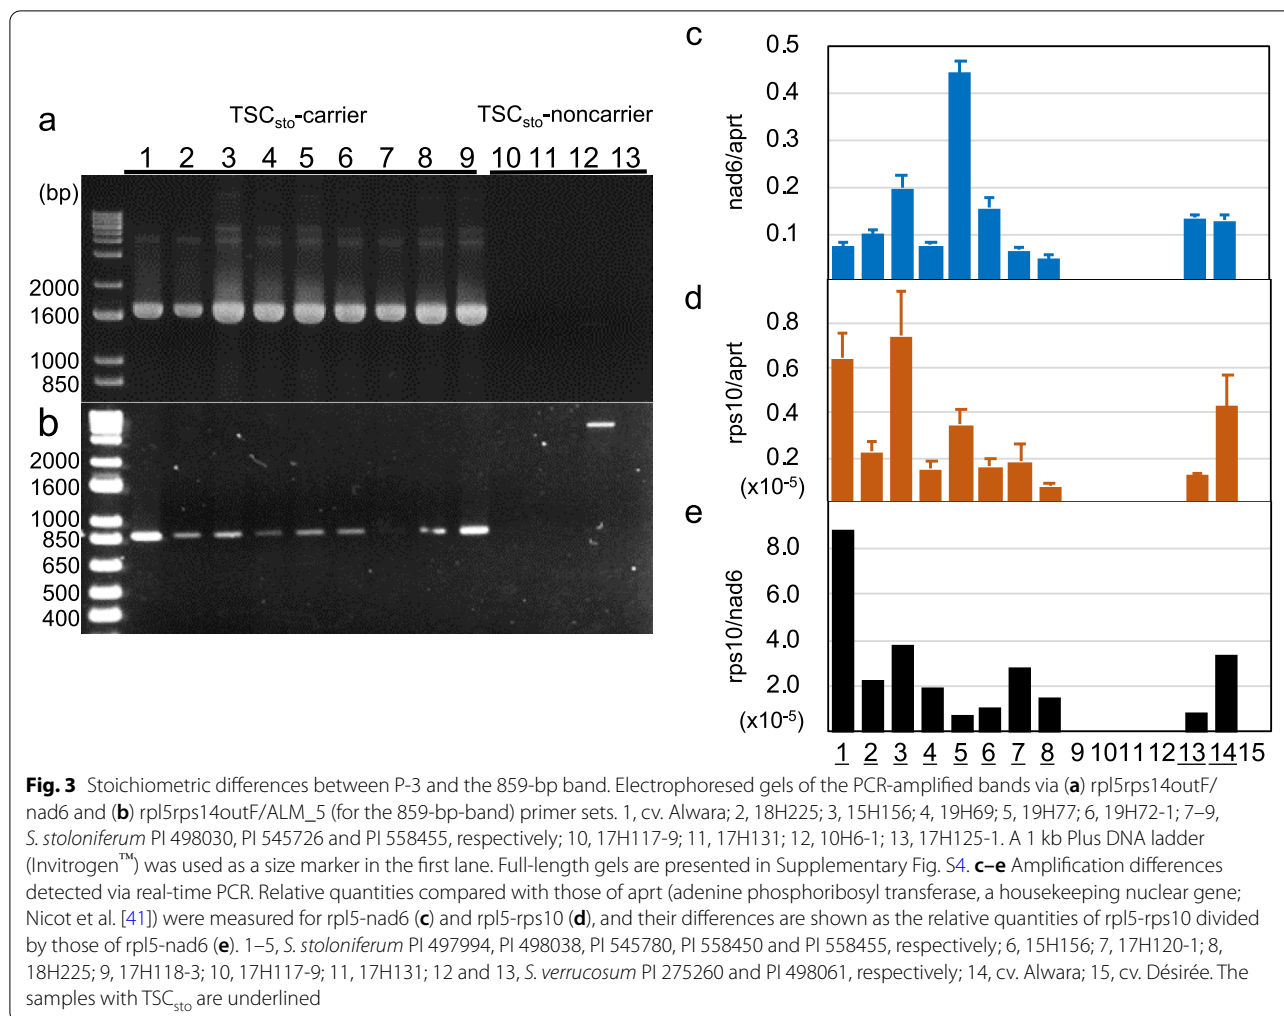 a
TSCsto-carrier
TSCsto-noncarrier
1 2 3 4 5 6 7 8 9 10 11 12 13
(bp)
2000
1600
1000
850
b
2000
1600
1000
850
650
500
400
c
0.5
0.4
0.3
0.2
0.1
nad6/aprt
d
0.8
0.6
0.4
0.2
(x10-5)
rps10/aprt
e
8.0
6.0
4.0
2.0
(x10-5)
rps10/nad6
1 2 3 4 5 6 7 8 9 10 11 12 13 14 15
Fig. 3 Stoichiometric differences between P-3 and the 859-bp band. Electrophoresed gels of the PCR-amplified bands via (a) rpl5rps14outF/
nad6 and (b) rpl5rps14outF/ALM_5 (for the 859-bp-band) primer sets. 1, cv. Alwara; 2, 18H225; 3, 15H156; 4, 19H69; 5, 19H77; 6, 19H72-1; 7–9,
S. stoloniferum PI 498030, PI 545726 and PI 558455, respectively; 10, 17H117-9; 11, 17H131; 12, 10H6-1; 13, 17H125-1. A 1 kb Plus DNA ladder
(Invitrogen™) was used as a size marker in the first lane. Full-length gels are presented in Supplementary Fig. S4. c–e Amplification differences
detected via real-time PCR. Relative quantities compared with those of aprt (adenine phosphoribosyl transferase, a housekeeping nuclear gene;
Nicot et al. [41]) were measured for rpl5-nad6 (c) and rpl5-rps10 (d), and their differences are shown as the relative quantities of rpl5-rps10 divided
by those of rpl5-nad6 (e). 1–5, S. stoloniferum PI 497994, PI 498038, PI 545780, PI 558450 and PI 558455, respectively; 6, 15H156; 7, 17H120-1; 8,
18H225; 9, 17H118-3; 10, 17H117-9; 11, 17H131; 12 and 13, S. verrucosum PI 275260 and PI 498061, respectively; 14, cv. Alwara; 15, cv. Désirée. The
samples with TSCsto are underlined